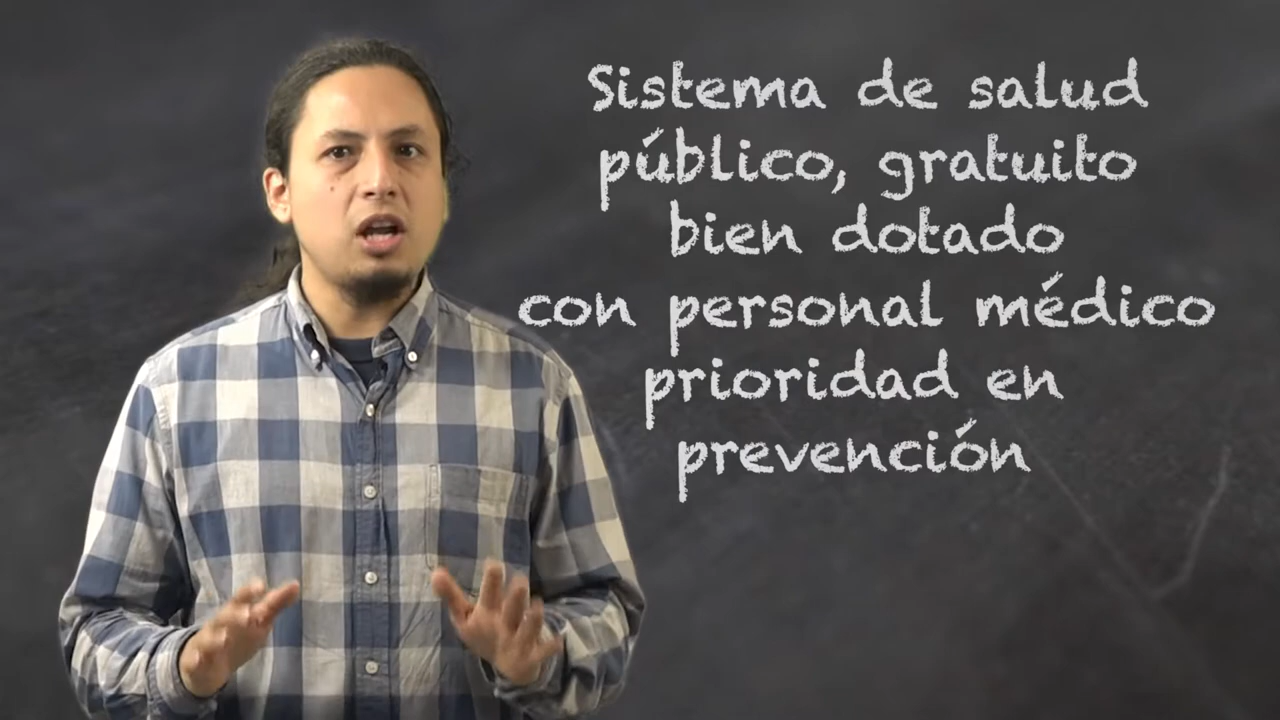 Sistema de salud
público, gratuito
bien dotado
con personal médico
prioridad en
prevención